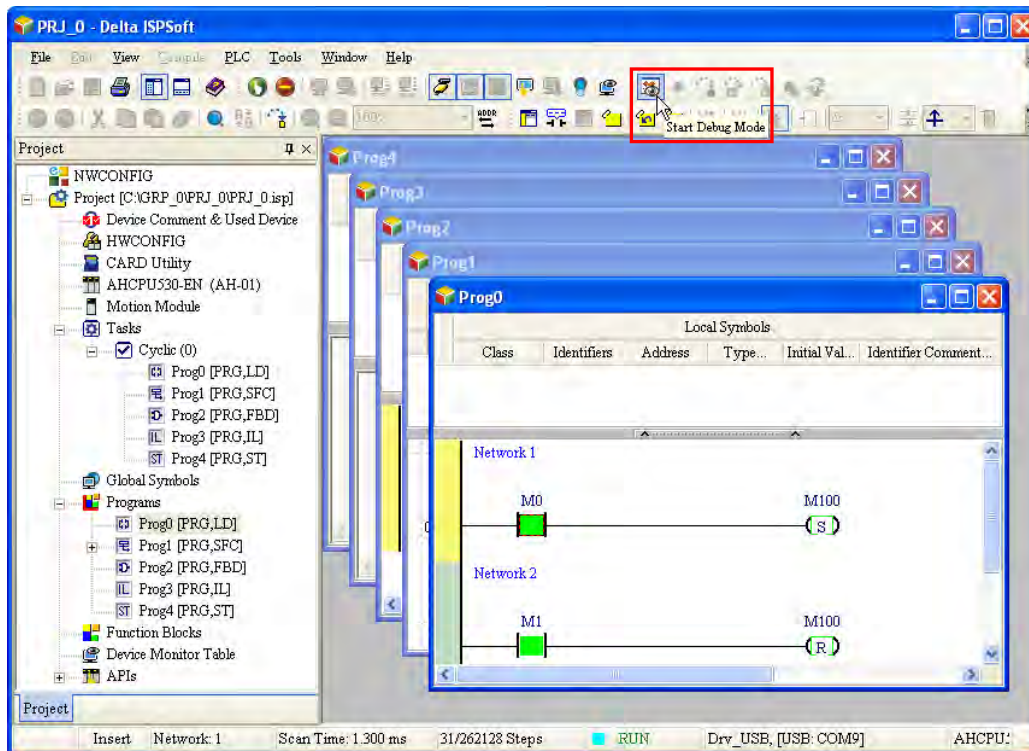 PRJ_0 - Delta ISPSoft
File Edit View Compile PLC Tools Window Help
100%
ADDR
Start Debug Mode
Project
NWCONFIG
Project [C:\GRP_0\PRJ_0\PRJ_0.isp]
Device Comment & Used Device
HWCONFIG
CARD Utility
AHCPU530-EN (AH-01)
Motion Module
Tasks
Cyclic (0)
Prog0 [PRG,LD]
Prog1 [PRG,SFC]
Prog2 [PRG,FBD]
Prog3 [PRG,IL]
Prog4 [PRG,ST]
Global Symbols
Programs
Prog0 [PRG,LD]
Prog1 [PRG,SFC]
Prog2 [PRG,FBD]
Prog3 [PRG,IL]
Prog4 [PRG,ST]
Function Blocks
Device Monitor Table
APIs
Project
Prog4
Prog3
Prog2
Prog1
Prog0
Local Symbols
Class Identifiers Address Type... Initial Val... Identifier Comment...
Network 1
M0 M100
S
Network 2
M1 M100
R
Insert Network: 1 Scan Time: 1.300 ms 31/262128 Steps RUN Drv_USB, [USB: COM9] AHCPU: